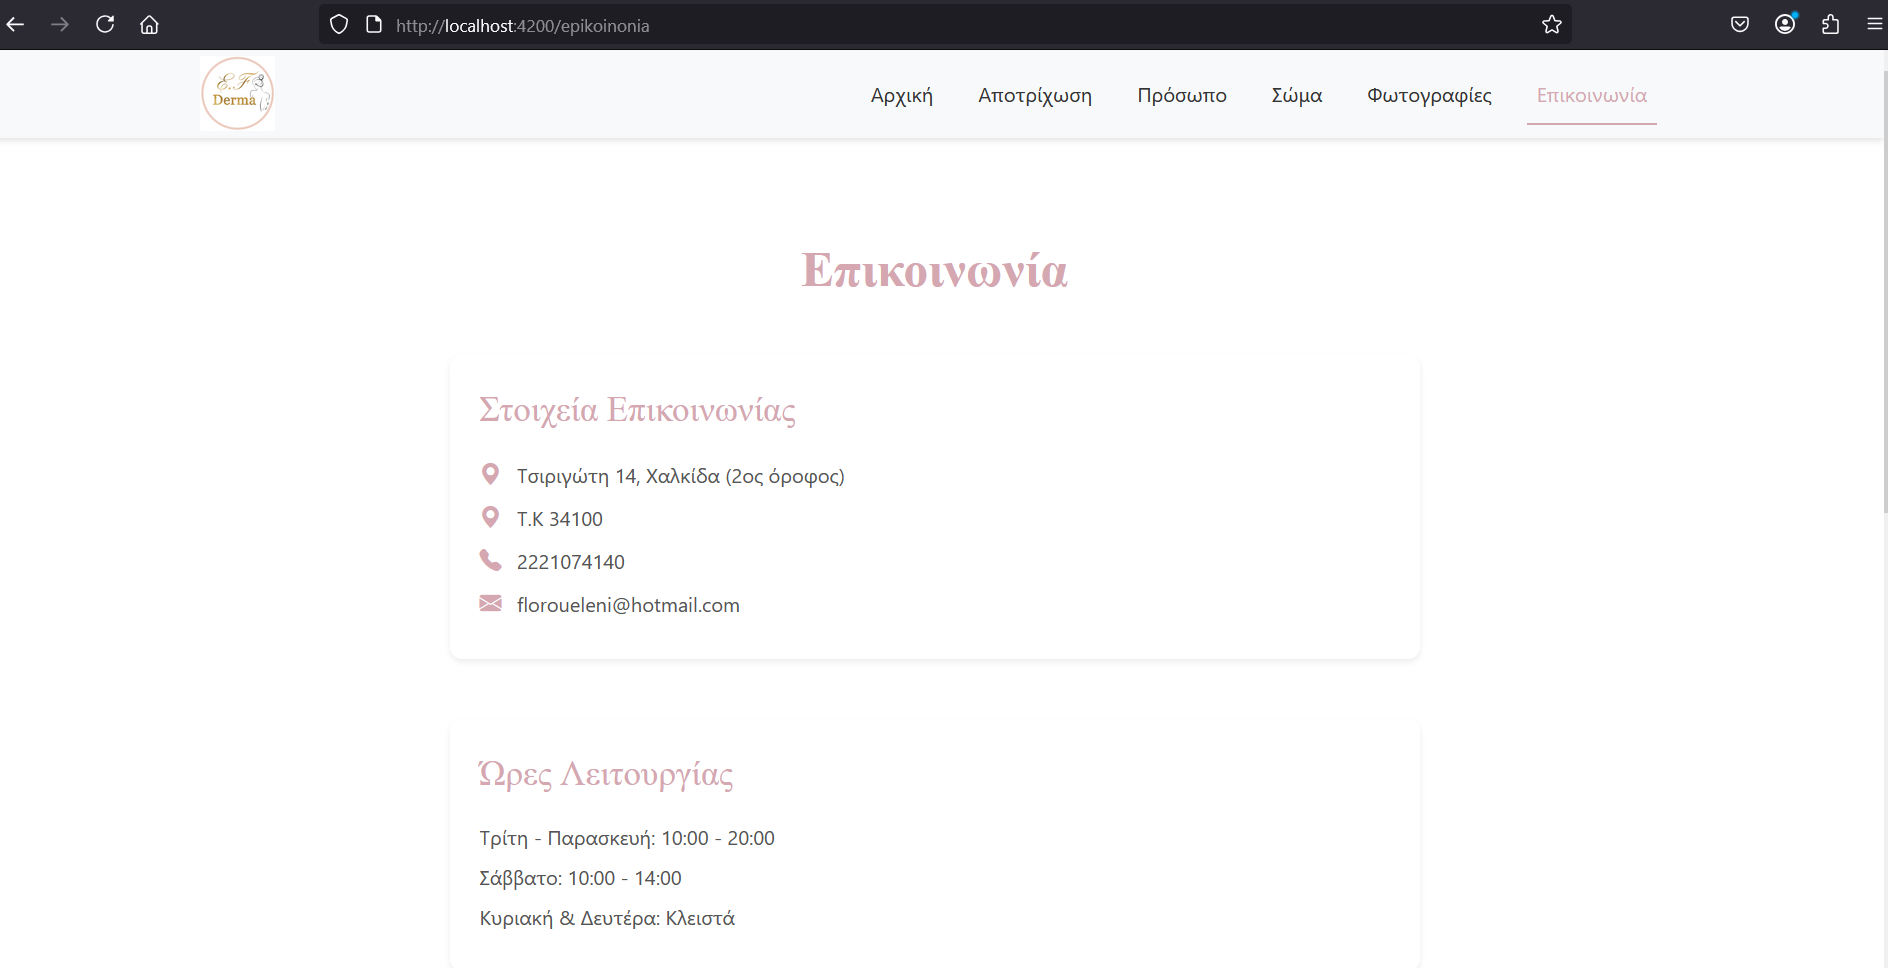 http://localhost:4200/epikoinonia
E.F
Derma
Αρχική Αποτρίχωση Πρόσωπο Σώμα Φωτογραφίες Επικοινωνία
Επικοινωνία
Στοιχεία Επικοινωνίας
Τσιριγώτη 14, Χαλκίδα (2ος όροφος)
Τ.Κ 34100
2221074140
floroueleni@hotmail.com
Ώρες Λειτουργίας
Τρίτη - Παρασκευή: 10:00 - 20:00
Σάββατο: 10:00 - 14:00
Κυριακή & Δευτέρα: Κλειστά